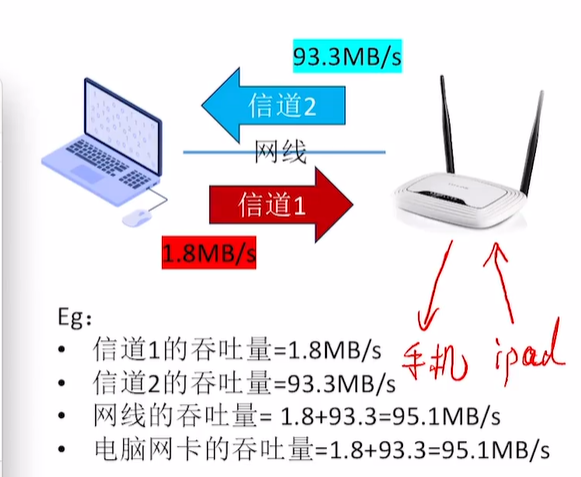 93.3MB/s
信道2
网线
信道1
1.8MB/s
Eg：
• 信道1的吞吐量=1.8MB/s
手机 ipad
• 信道2的吞吐量=93.3MB/s
• 网线的吞吐量= 1.8+93.3=95.1MB/s
• 电脑网卡的吞吐量=1.8+93.3=95.1MB/s